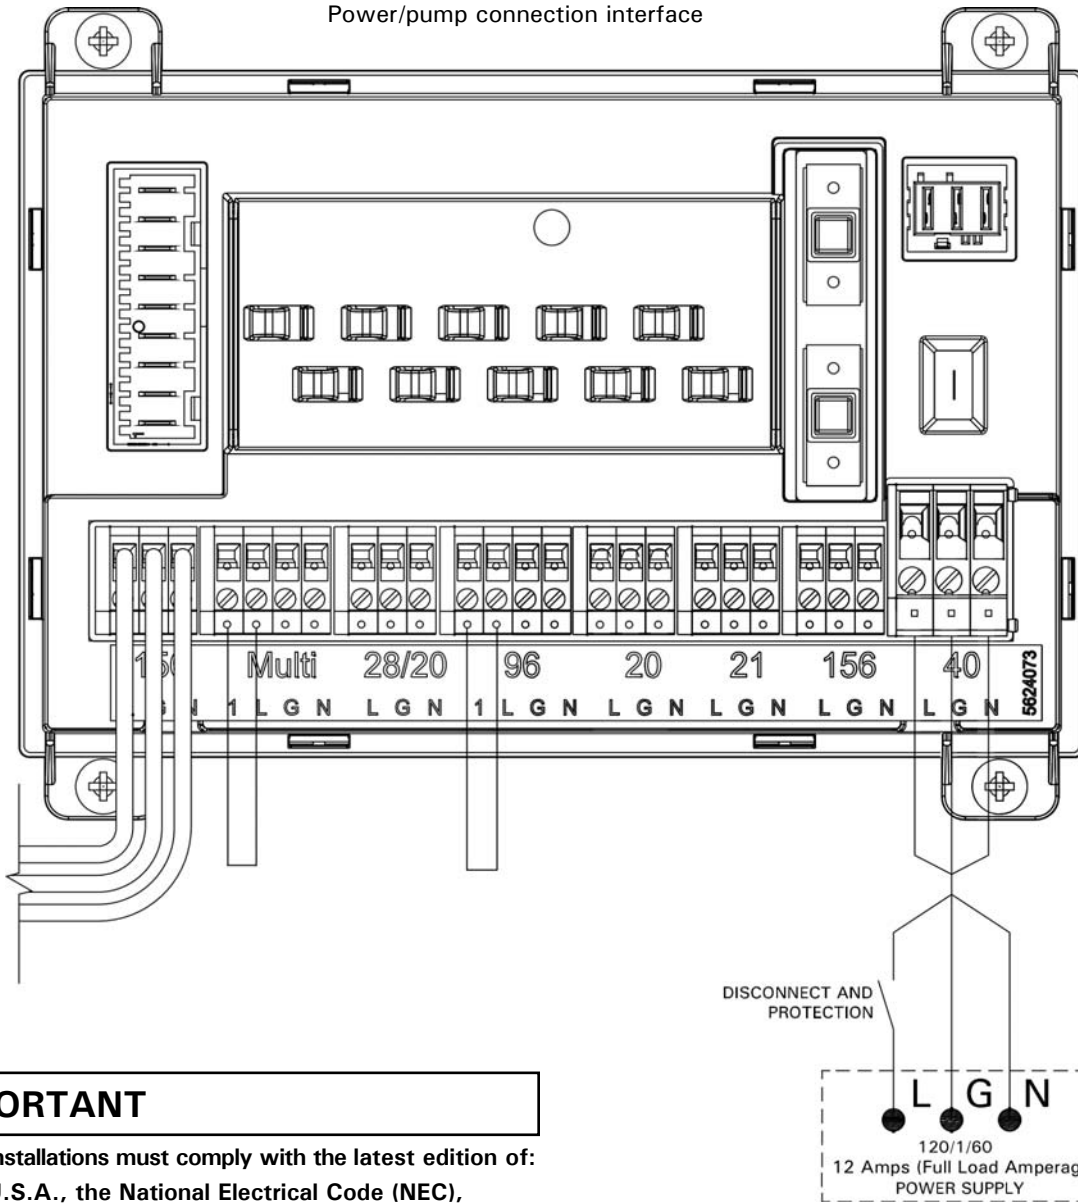 Power/pump connection interface
Multi 28/20 96 20 21 156 40
N 1 L G N L G N 1 L G N L G N L G N L G N L G N
5624073
DISCONNECT AND
PROTECTION
L G N
120/1/60
12 Amps (Full Load Amperag
POWER SUPPLY
ORTANT
nstallations must comply with the latest edition of:
.S.A., the National Electrical Code (NEC),